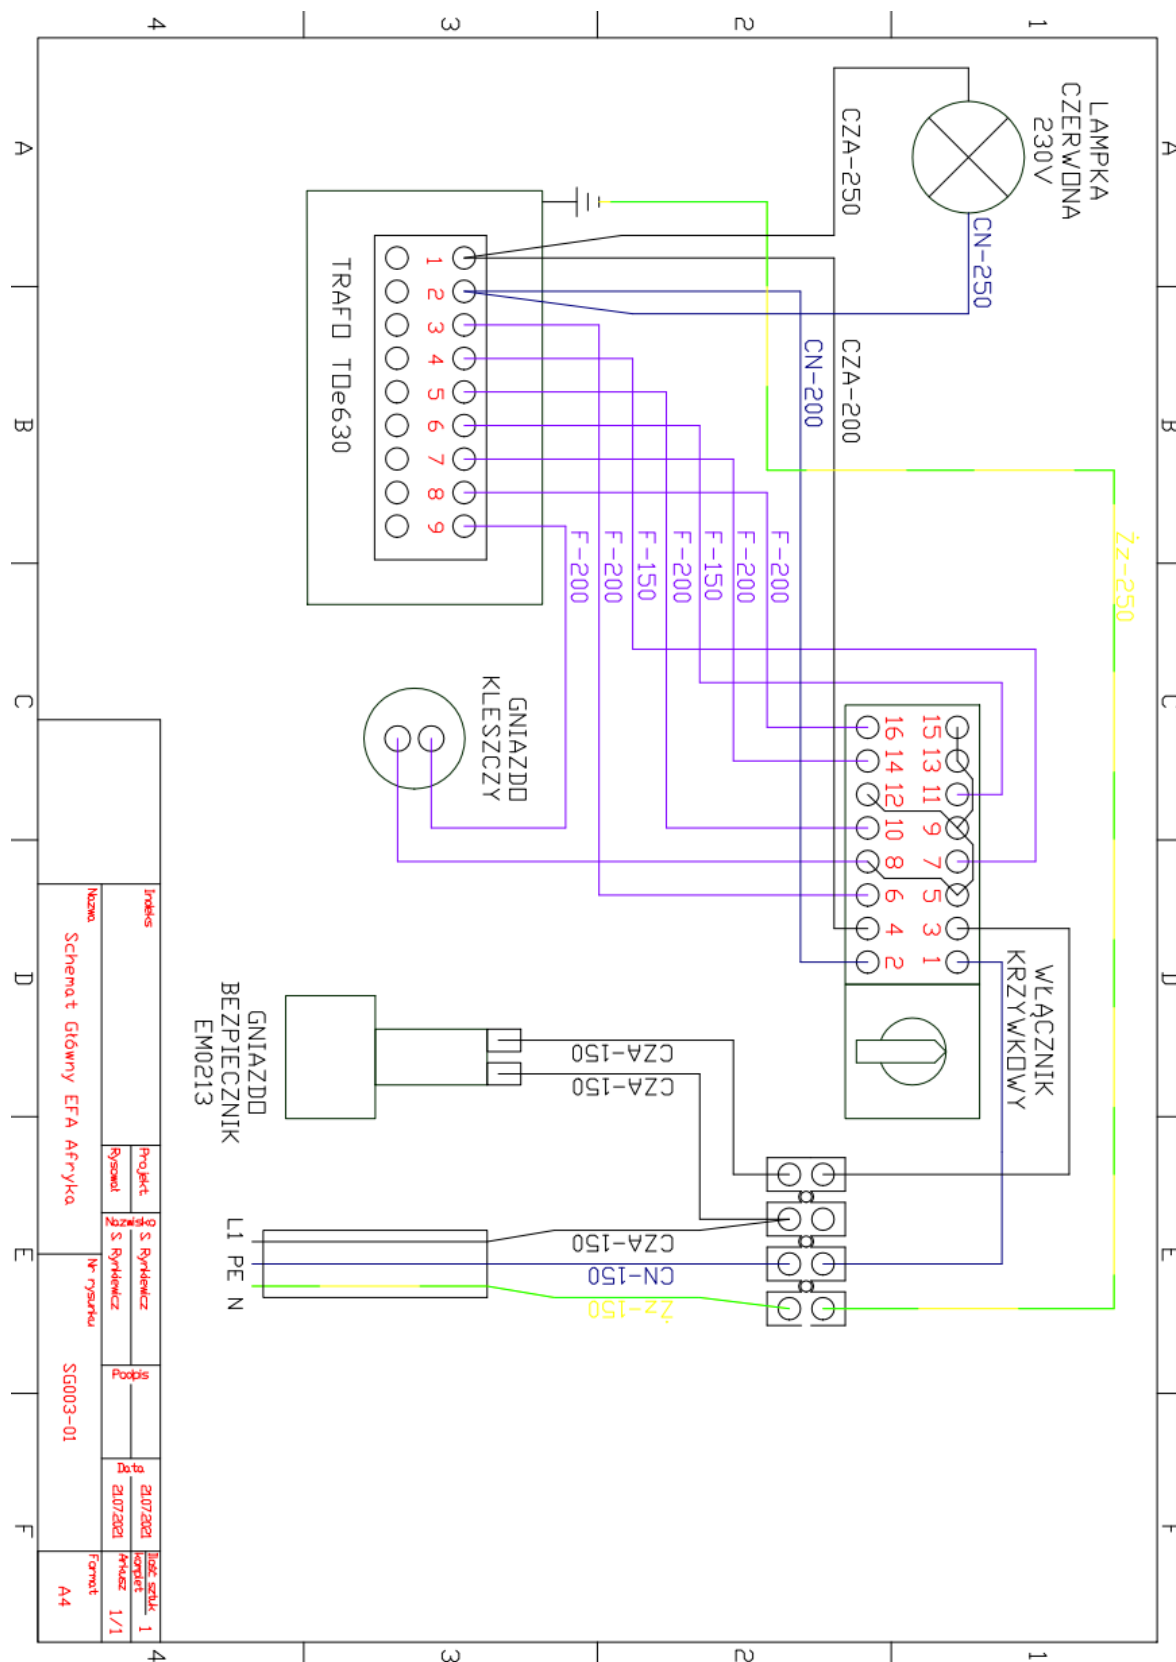 LAMPKA
CZERWONA
230V
CZA-250
CN-250
CZA-200
CN-200
Żz-250
TRAFO TOe630
1
2
3
4
5
6
7
8
9
F-200
F-200
F-150
F-200
F-150
F-200
F-200
GNIAZDO
KLESZCZY
15 13 11 9 7 5 3 1
16 14 12 10 8 6 4 2
WŁĄCZNIK
KRZYWKOWY
GNIAZDO
BEZPIECZNIK
EM0213
CZA-150
CZA-150
CZA-150
CN-150
Żz-150
L1 PE N
Indeks
Nazwa
Schemat Główny EFA Afryka
Projekt
Rysował
Nazwisko
S. Rynkiewicz
S. Rynkiewicz
Podpis
Data
21.07.2021
21.07.2021
Ilość sztuk
komplet
1
Arkusz 1/1
Nr rysunku
SG003-01
Format
A4
A B C D E F
A B C D E F
1 2 3 4
1 2 3 4